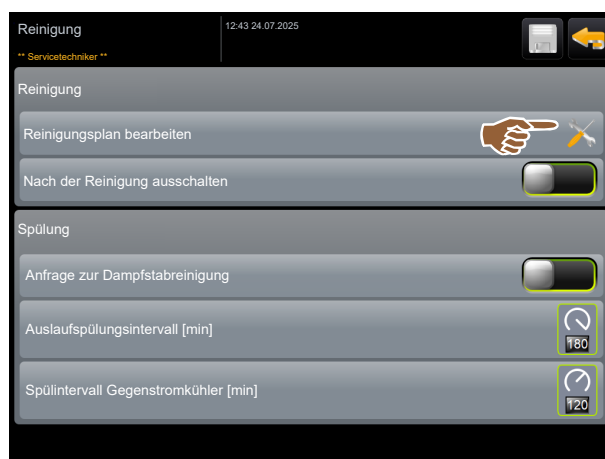 Reinigung
12:43 24.07.2025
** Servicetechniker **
Reinigung
Reinigungsplan bearbeiten
Nach der Reinigung ausschalten
Spülung
Anfrage zur Dampfstabreinigung
Auslaufspülungsintervall [min]
180
Spülintervall Gegenstromkühler [min]
120